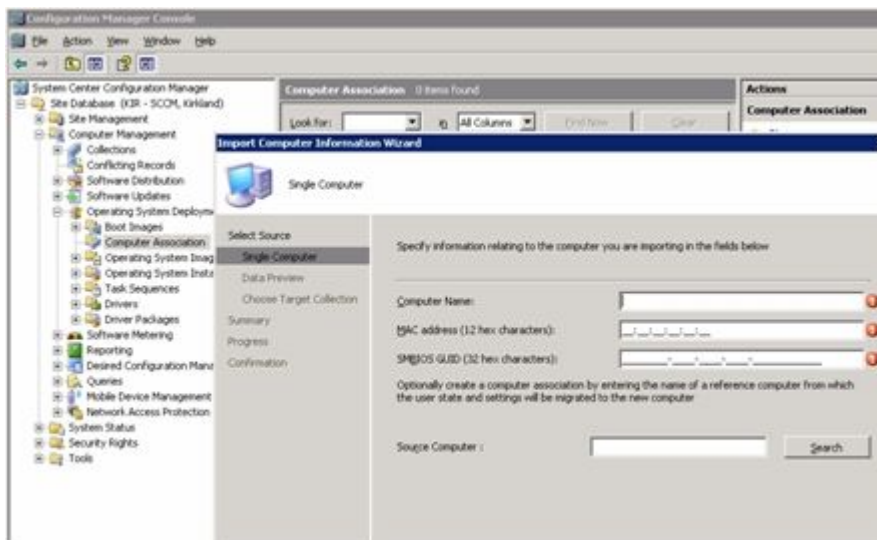 Configuration Manager Console
File Action View Window Help
System Center Configuration Manager
Site Database (KIR - SCCM, Kirkland)
Site Management
Computer Management
Collections
Conflicting Records
Software Distribution
Software Updates
Operating System Deployme
Boot Images
Computer Association
Operating System Imag
Operating System Insta
Task Sequences
Drivers
Driver Packages
Software Metering
Reporting
Desired Configuration Mana
Queries
Mobile Device Management
Network Access Protection
System Status
Security Rights
Tools
Computer Association 0 items found
Look for: in All Columns Find Now Clear
Actions
Computer Association
Import Computer Information Wizard
Single Computer
Select Source
Single Computer
Data Preview
Choose Target Collection
Summary
Progress
Confirmation
Specify information relating to the computer you are importing in the fields below
Computer Name:
MAC address (12 hex characters):
SMBIOS GUID (32 hex characters):
Optionally create a computer association by entering the name of a reference computer from which
the user state and settings will be migrated to the new computer
Source Computer :
Search